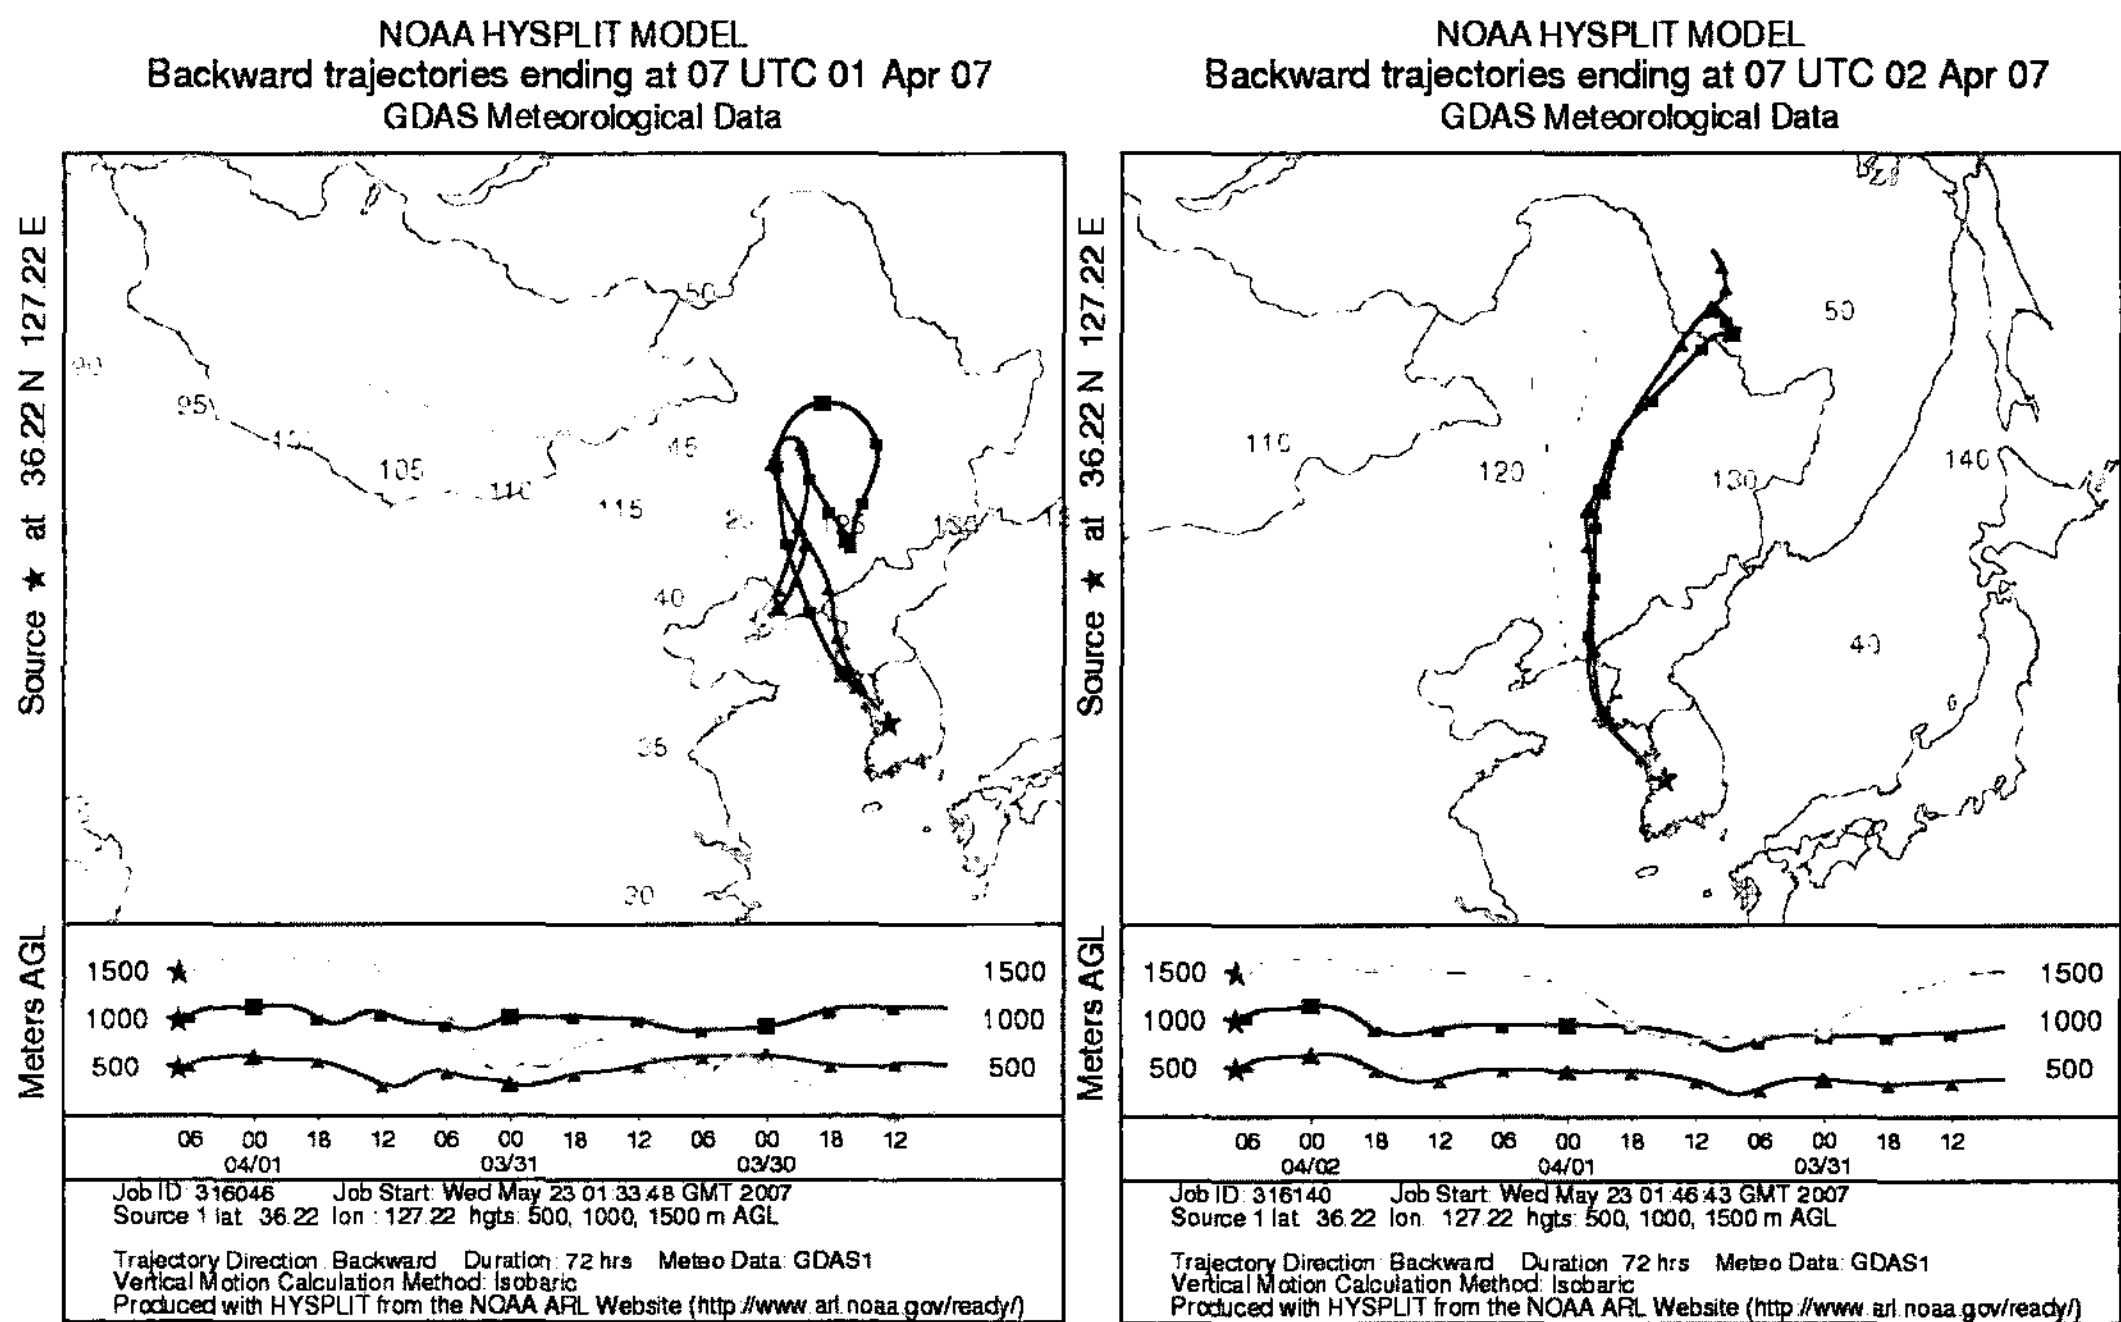 NOAA HYSPLIT MODEL
Backward trajectories ending at 07 UTC 01 Apr 07
GDAS Meteorological Data
Source ★ at 36.22 N 127.22 E
90
95
105
110
115
125
130
50
45
40
35
30
Meters AGL
1500
1000
500
1500
1000
500
06 00 18 12 06 00 18 12 06 00 18 12
04/01 03/31 03/30
Job ID: 316046 Job Start: Wed May 23 01:33:48 GMT 2007
Source 1 lat 36.22 lon : 127.22 hgts: 500, 1000, 1500 m AGL
Trajectory Direction: Backward Duration: 72 hrs Meteo Data: GDAS1
Vertical Motion Calculation Method: Isobaric
Produced with HYSPLIT from the NOAA ARL Website (http://www.arl.noaa.gov/ready/)
NOAA HYSPLIT MODEL
Backward trajectories ending at 07 UTC 02 Apr 07
GDAS Meteorological Data
Source ★ at 36.22 N 127.22 E
50
110
120
130
140
40
Meters AGL
1500
1000
500
1500
1000
500
06 00 18 12 06 00 18 12 06 00 18 12
04/02 04/01 03/31
Job ID: 316140 Job Start: Wed May 23 01:46:43 GMT 2007
Source 1 lat 36.22 lon 127.22 hgts: 500, 1000, 1500 m AGL
Trajectory Direction: Backward Duration 72 hrs Meteo Data: GDAS1
Vertical Motion Calculation Method: Isobaric
Produced with HYSPLIT from the NOAA ARL Website (http://www.arl.noaa.gov/ready/)